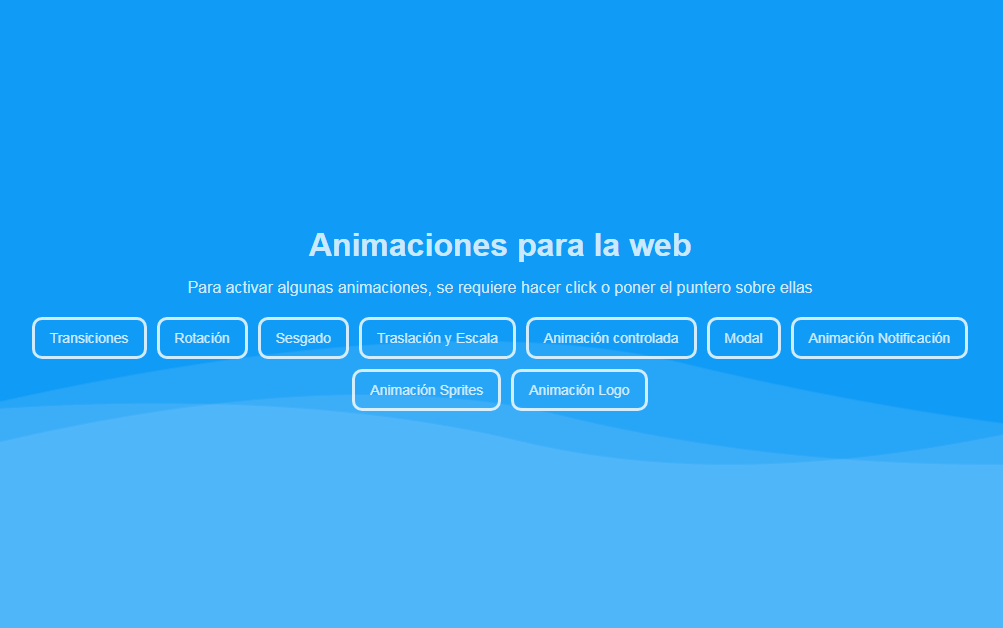 Animaciones para la web
Para activar algunas animaciones, se requiere hacer click o poner el puntero sobre ellas
Transiciones Rotación Sesgado Traslación y Escala Animación controlada Modal Animación Notificación
Animación Sprites Animación Logo